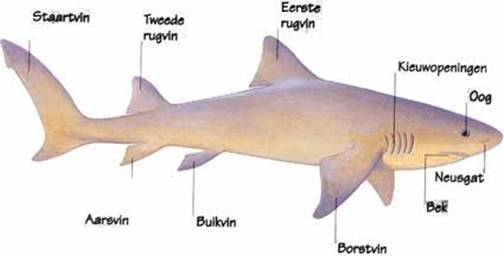 Staartvin
Tweede
rugvin
Eerste
rugvin
Kieuwopeningen
Oog
Neusgat
Bek
Aarsvin
Buikvin
Borstvin